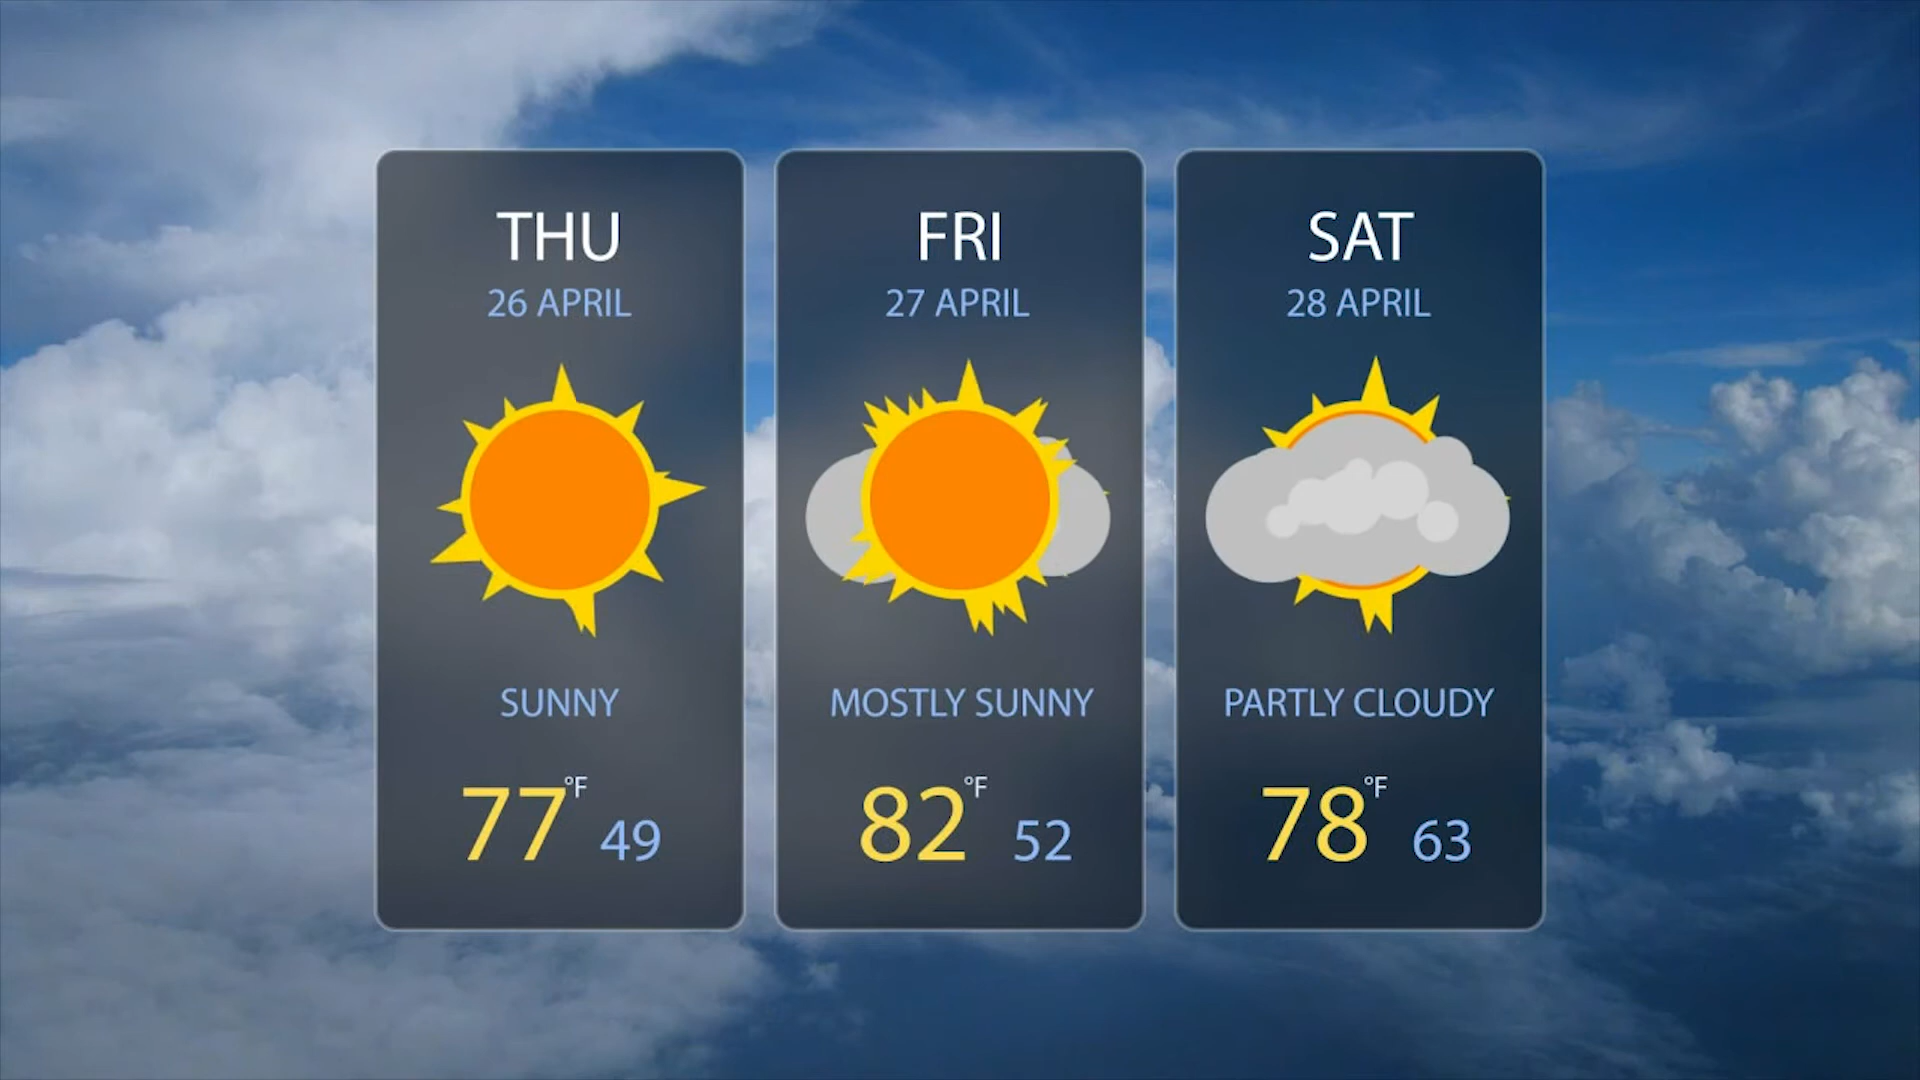 THU
26 APRIL
SUNNY
77°F 49
FRI
27 APRIL
MOSTLY SUNNY
82°F 52
SAT
28 APRIL
PARTLY CLOUDY
78°F 63